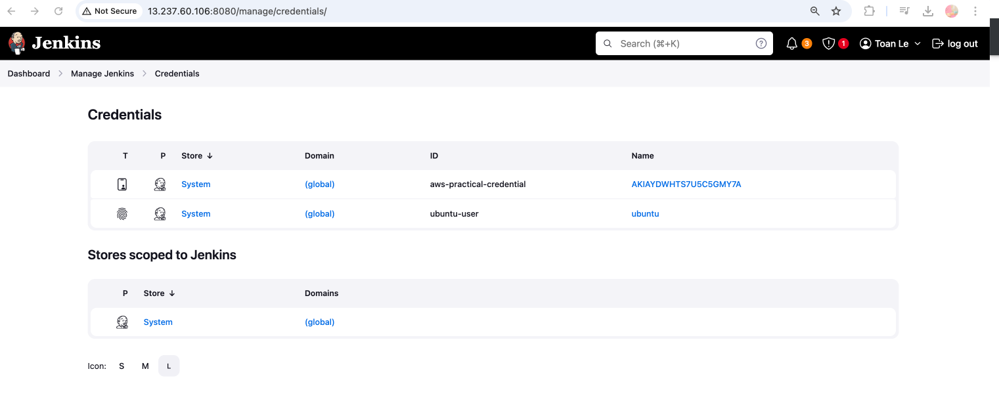 Not Secure 13.237.60.106:8080/manage/credentials/
Jenkins Search (⌘+K) ? 3 1 Toan Le log out
Dashboard Manage Jenkins Credentials
Credentials
T P Store ↓ Domain ID Name
System (global) aws-practical-credential AKIAYDWHTS7U5C5GMY7A
System (global) ubuntu-user ubuntu
Stores scoped to Jenkins
P Store ↓ Domains
System (global)
Icon: S M L